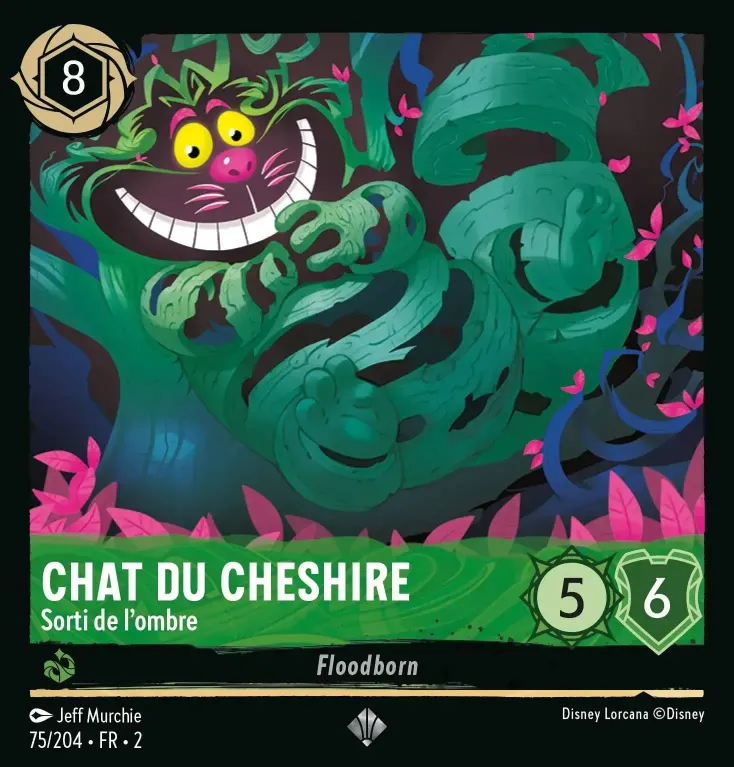 8
CHAT DU CHESHIRE
Sorti de l'ombre
5
6
Floodborn
Jeff Murchie
Disney Lorcana ©Disney
75/204 • FR • 2